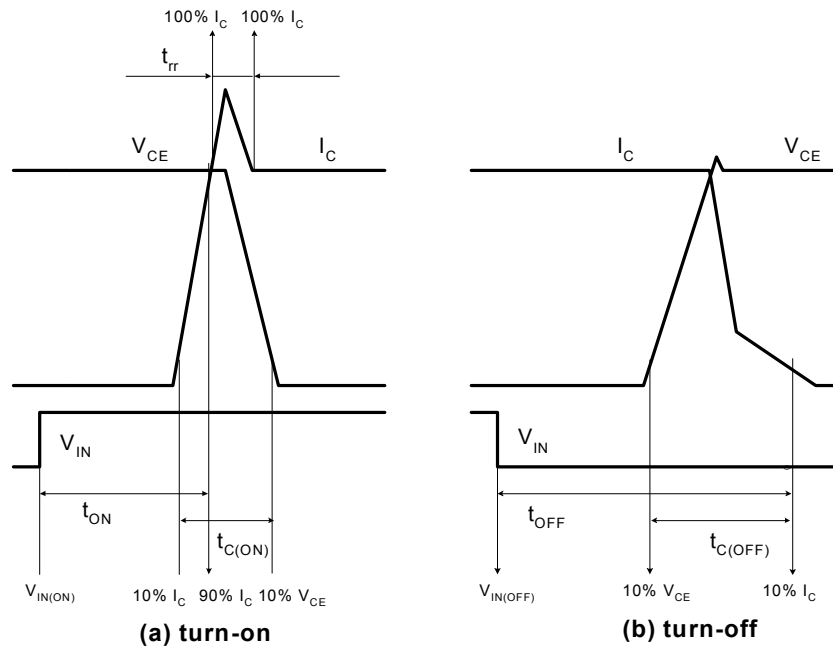 100% I_C 100% I_C
t_rr
V_CE I_C I_C V_CE
V_IN V_IN
t_ON t_OFF
t_C(ON) t_C(OFF)
V_IN(ON) 10% I_C 90% I_C 10% V_CE V_IN(OFF) 10% V_CE 10% I_C
(a) turn-on (b) turn-off